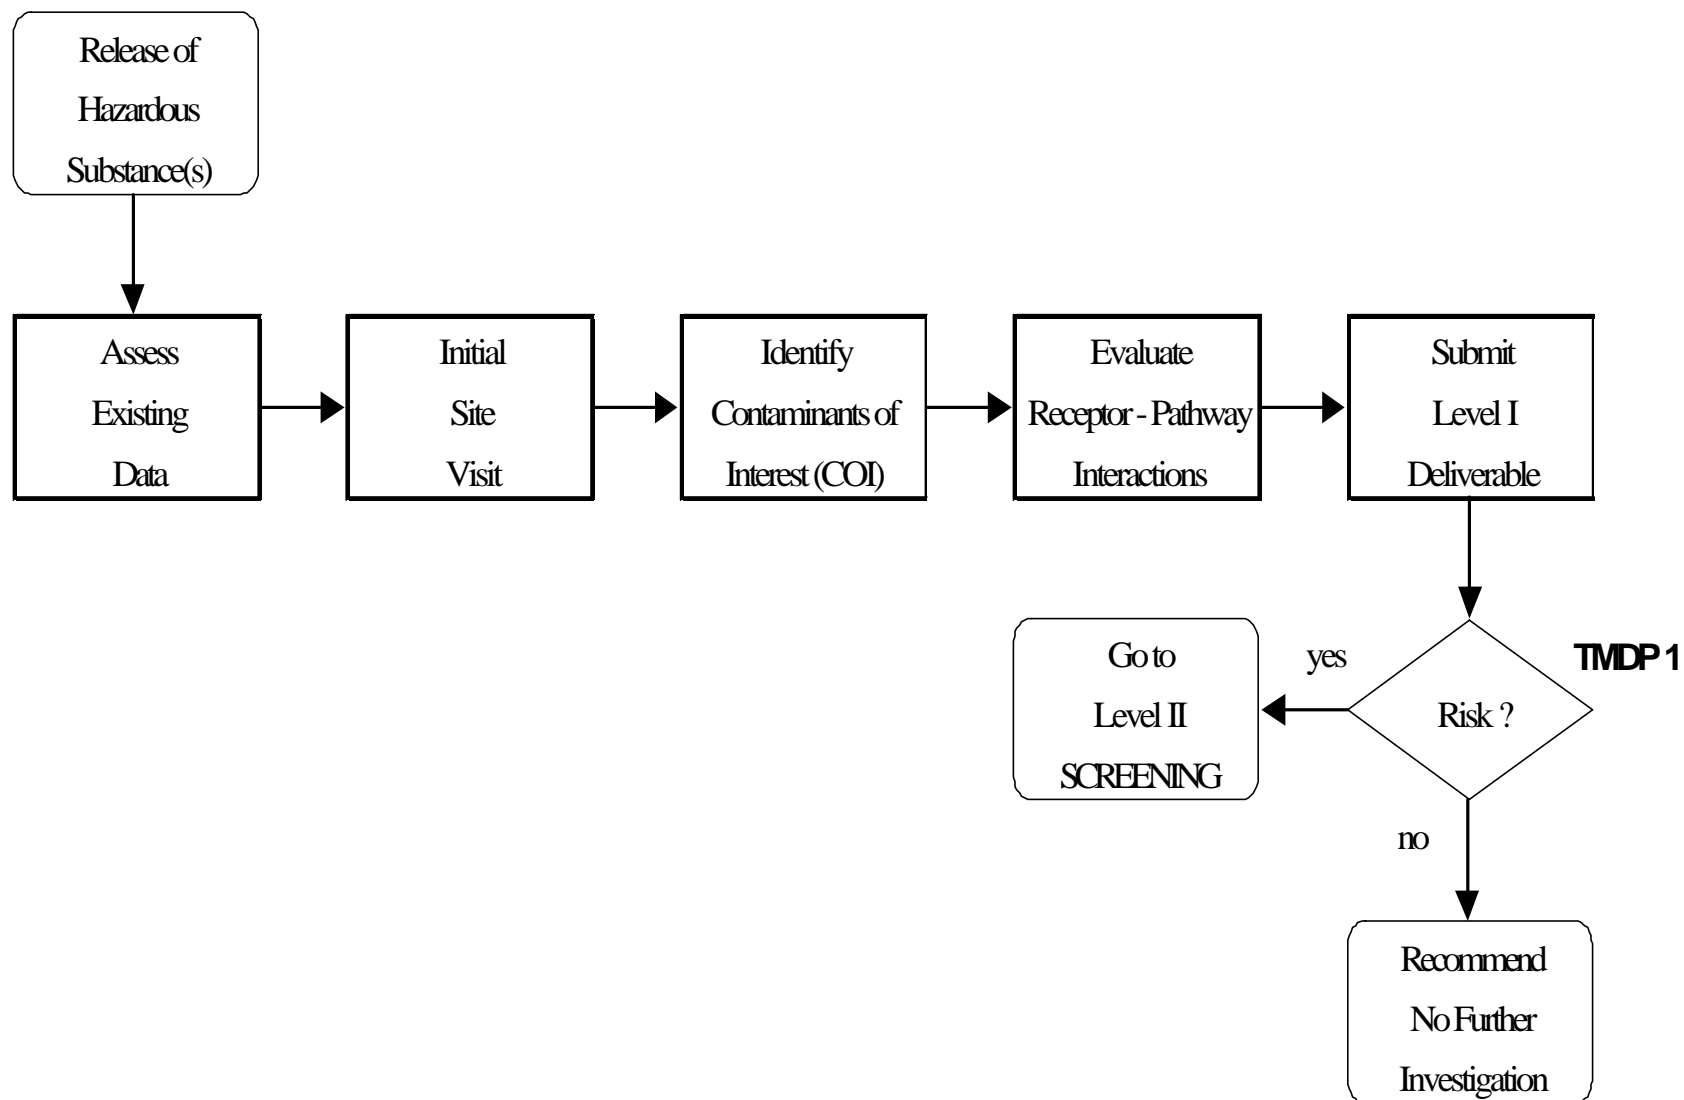 Release of
Hazardous
Substance(s)
Assess
Existing
Data
Initial
Site
Visit
Identify
Contaminants of
Interest (COI)
Evaluate
Receptor - Pathway
Interactions
Submit
Level I
Deliverable
Go to
Level II
SCREENING
yes
Risk ?
TMDP 1
no
Recommend
No Further
Investigation